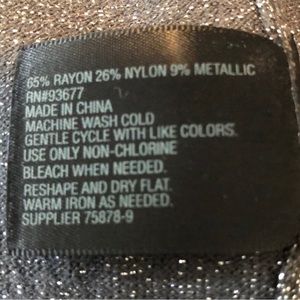 65% RAYON 26% NYLON 9% METALLIC
RN#93677
MADE IN CHINA
MACHINE WASH COLD
GENTLE CYCLE WITH LIKE COLORS.
USE ONLY NON-CHLORINE
BLEACH WHEN NEEDED.
RESHAPE AND DRY FLAT.
WARM IRON AS NEEDED.
SUPPLIER 75878-9